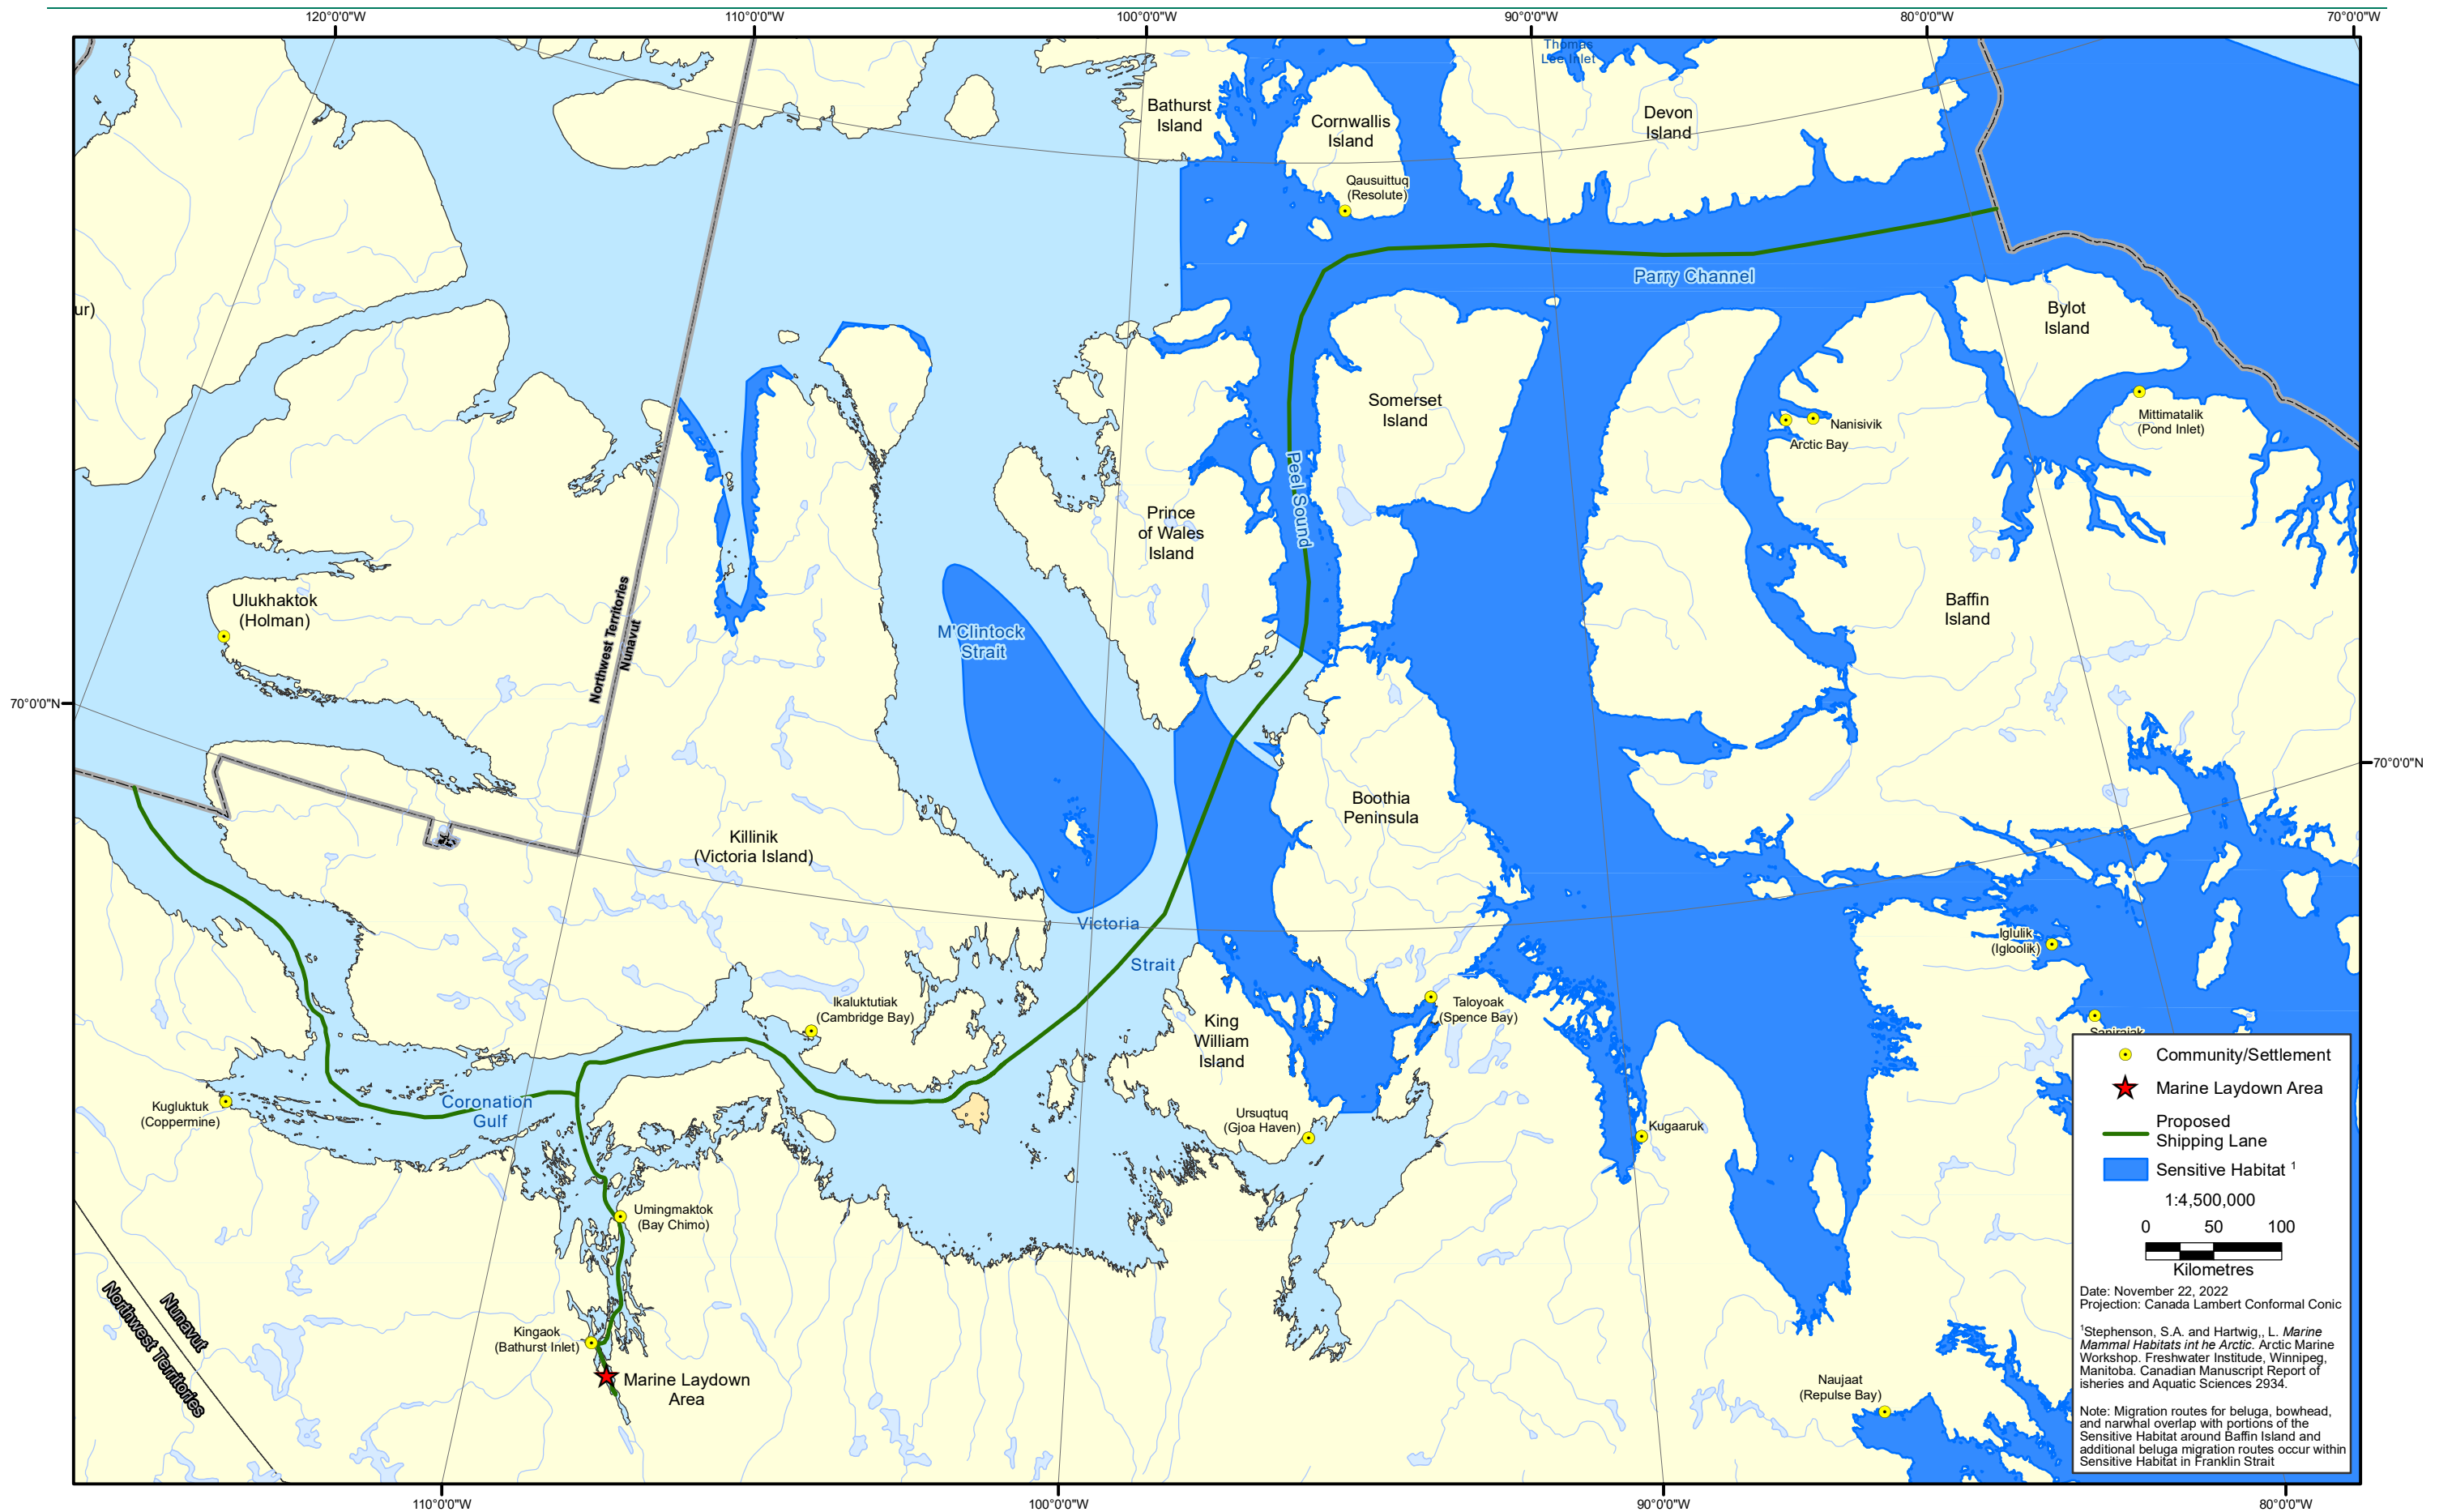 120°0'0"W
110°0'0"W
100°0'0"W
90°0'0"W
80°0'0"W
70°0'0"W
Thomas
Lee Inlet
Bathurst
Island
Cornwallis
Island
Devon
Island
Qausuittuq
(Resolute)
Parry Channel
ur)
Bylot
Island
Somerset
Island
Nanisivik
Arctic Bay
Mittimatalik
(Pond Inlet)
Peel Sound
Prince
of Wales
Island
Ulukhaktok
(Holman)
Northwest Territories
Nunavut
M'Clintock
Strait
Baffin
Island
70°0'0"N
70°0'0"N
Boothia
Peninsula
Killinik
(Victoria Island)
Victoria
Strait
Iglulik
(Igloolik)
Ikaluktutiak
(Cambridge Bay)
Taloyoak
(Spence Bay)
King
William
Island
Sanirajak
Kugluktuk
(Coppermine)
Coronation
Gulf
Ursuqtuq
(Gjoa Haven)
Kugaaruk
Umingmaktok
(Bay Chimo)
Nunavut
Northwest Territories
Kingaok
(Bathurst Inlet)
Marine Laydown
Area
Naujaat
(Repulse Bay)
Community/Settlement
Marine Laydown Area
Proposed
Shipping Lane
Sensitive Habitat 1
1:4,500,000
0 50 100
Kilometres
Date: November 22, 2022
Projection: Canada Lambert Conformal Conic
1Stephenson, S.A. and Hartwig,, L. Marine
Mammal Habitats int he Arctic. Arctic Marine
Workshop. Freshwater Institute, Winnipeg,
Manitoba. Canadian Manuscript Report of
isheries and Aquatic Sciences 2934.
Note: Migration routes for beluga, bowhead,
and narwhal overlap with portions of the
Sensitive Habitat around Baffin Island and
additional beluga migration routes occur within
Sensitive Habitat in Franklin Strait
110°0'0"W
100°0'0"W
90°0'0"W
80°0'0"W